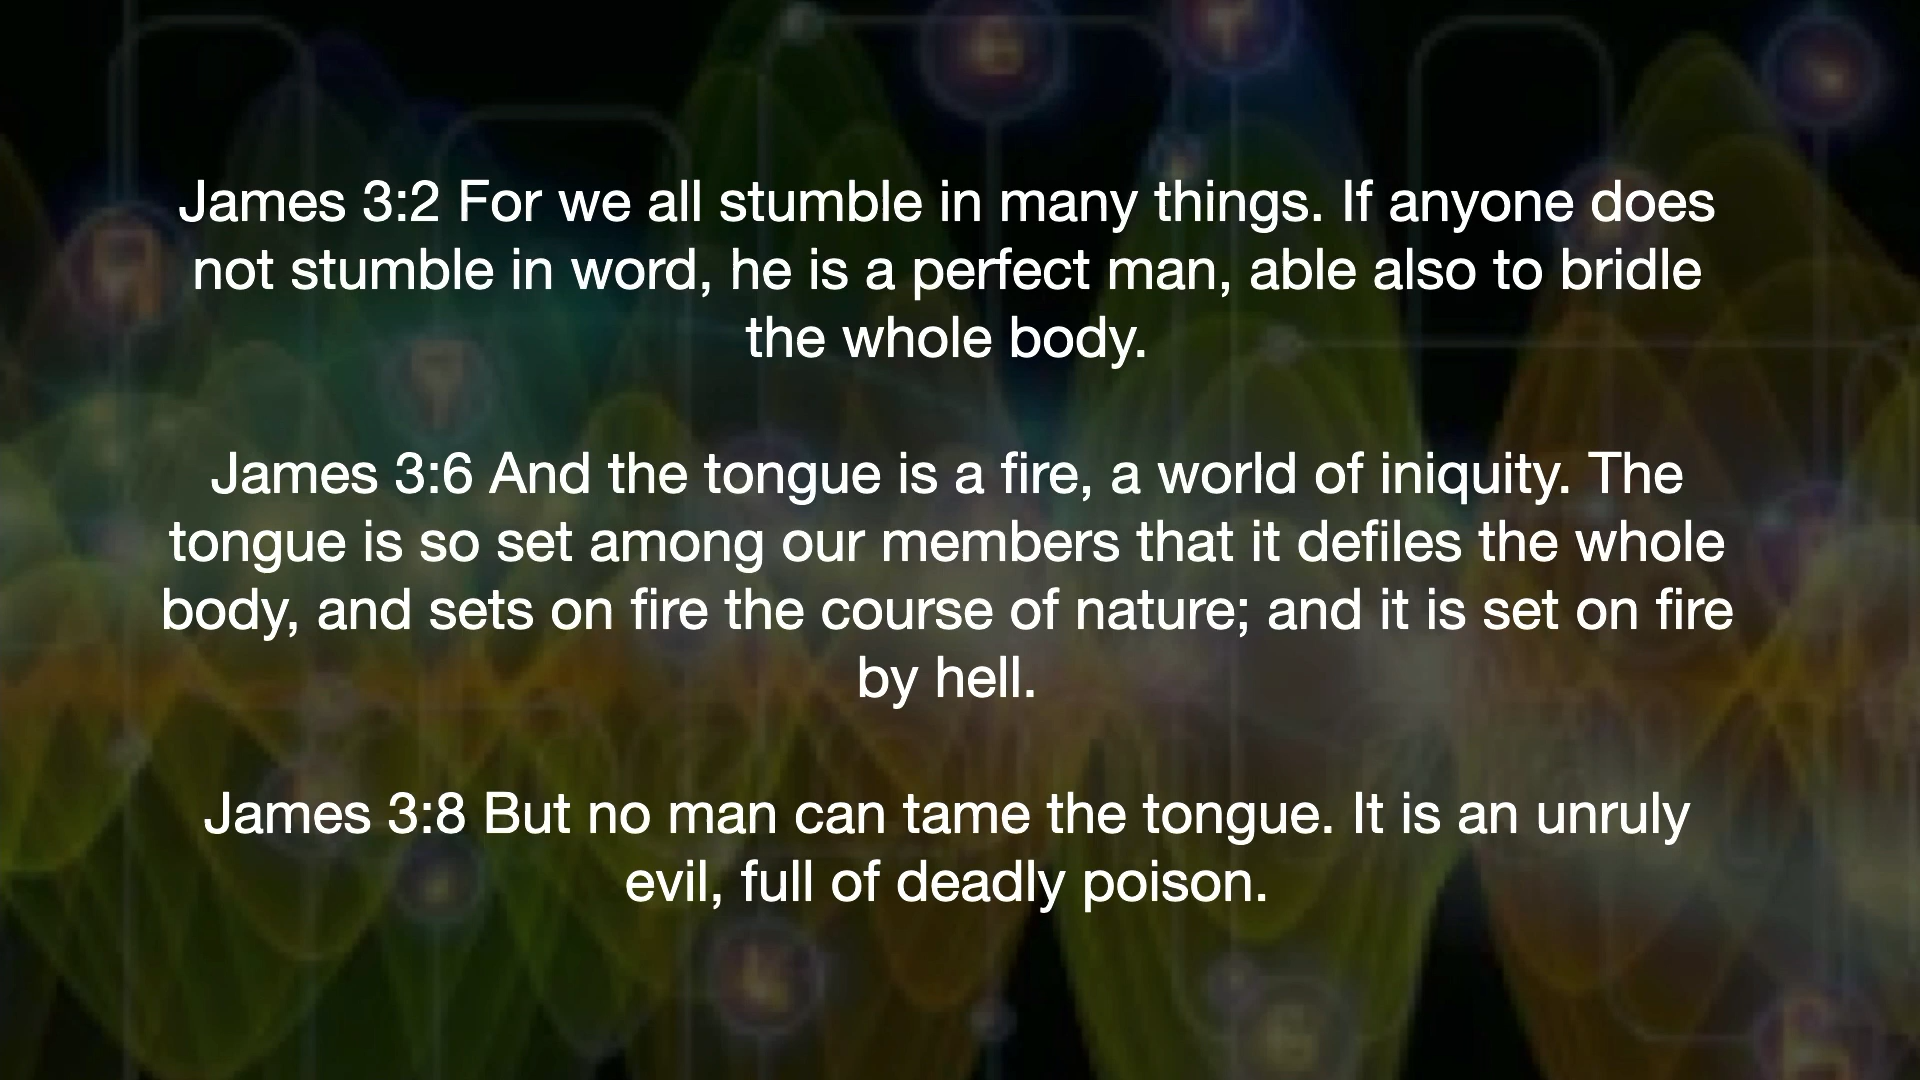 James 3:2 For we all stumble in many things. If anyone does
not stumble in word, he is a perfect man, able also to bridle
the whole body.
James 3:6 And the tongue is a fire, a world of iniquity. The
tongue is so set among our members that it defiles the whole
body, and sets on fire the course of nature; and it is set on fire
by hell.
James 3:8 But no man can tame the tongue. It is an unruly
evil, full of deadly poison.